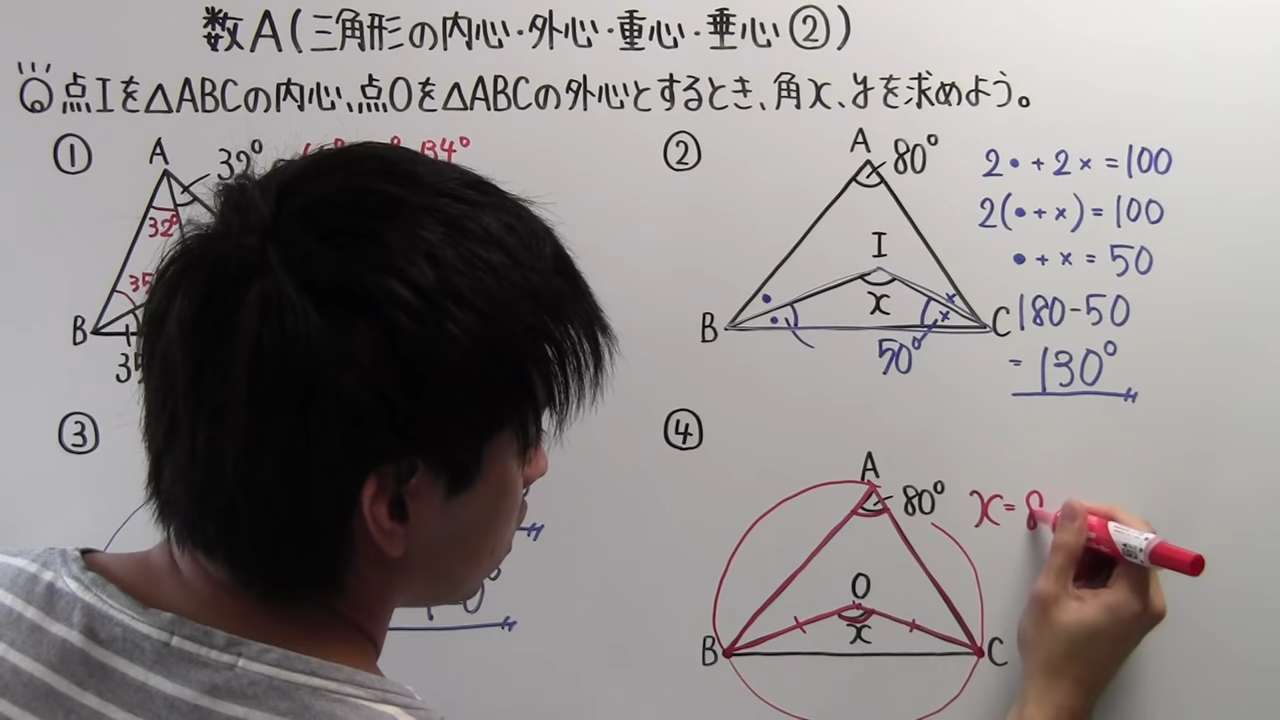 数A(三角形の内心・外心・重心・垂心②)
点Iを△ABCの内心、点Oを△ABCの外心とするとき、角x、yを求めよう。
①
A
32°
34°
32°
35
B
35
②
A
80°
I
x
B
C
50°
2・+2×=100
2(・+×)=100
・+×=50
180-50
=130°
③
④
A
80°
O
x
B
C
x=8